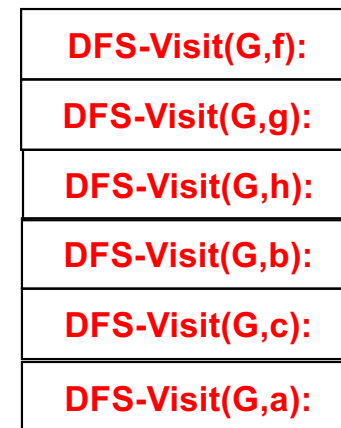 DFS-Visit(G,f):
DFS-Visit(G,g):
DFS-Visit(G,h):
DFS-Visit(G,b):
DFS-Visit(G,c):
DFS-Visit(G,a):